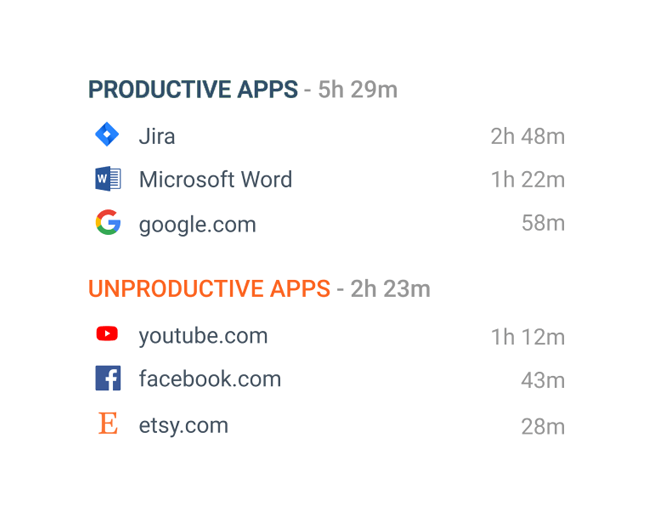 PRODUCTIVE APPS - 5h 29m
Jira 2h 48m
W Microsoft Word 1h 22m
G google.com 58m
UNPRODUCTIVE APPS - 2h 23m
youtube.com 1h 12m
f facebook.com 43m
E etsy.com 28m